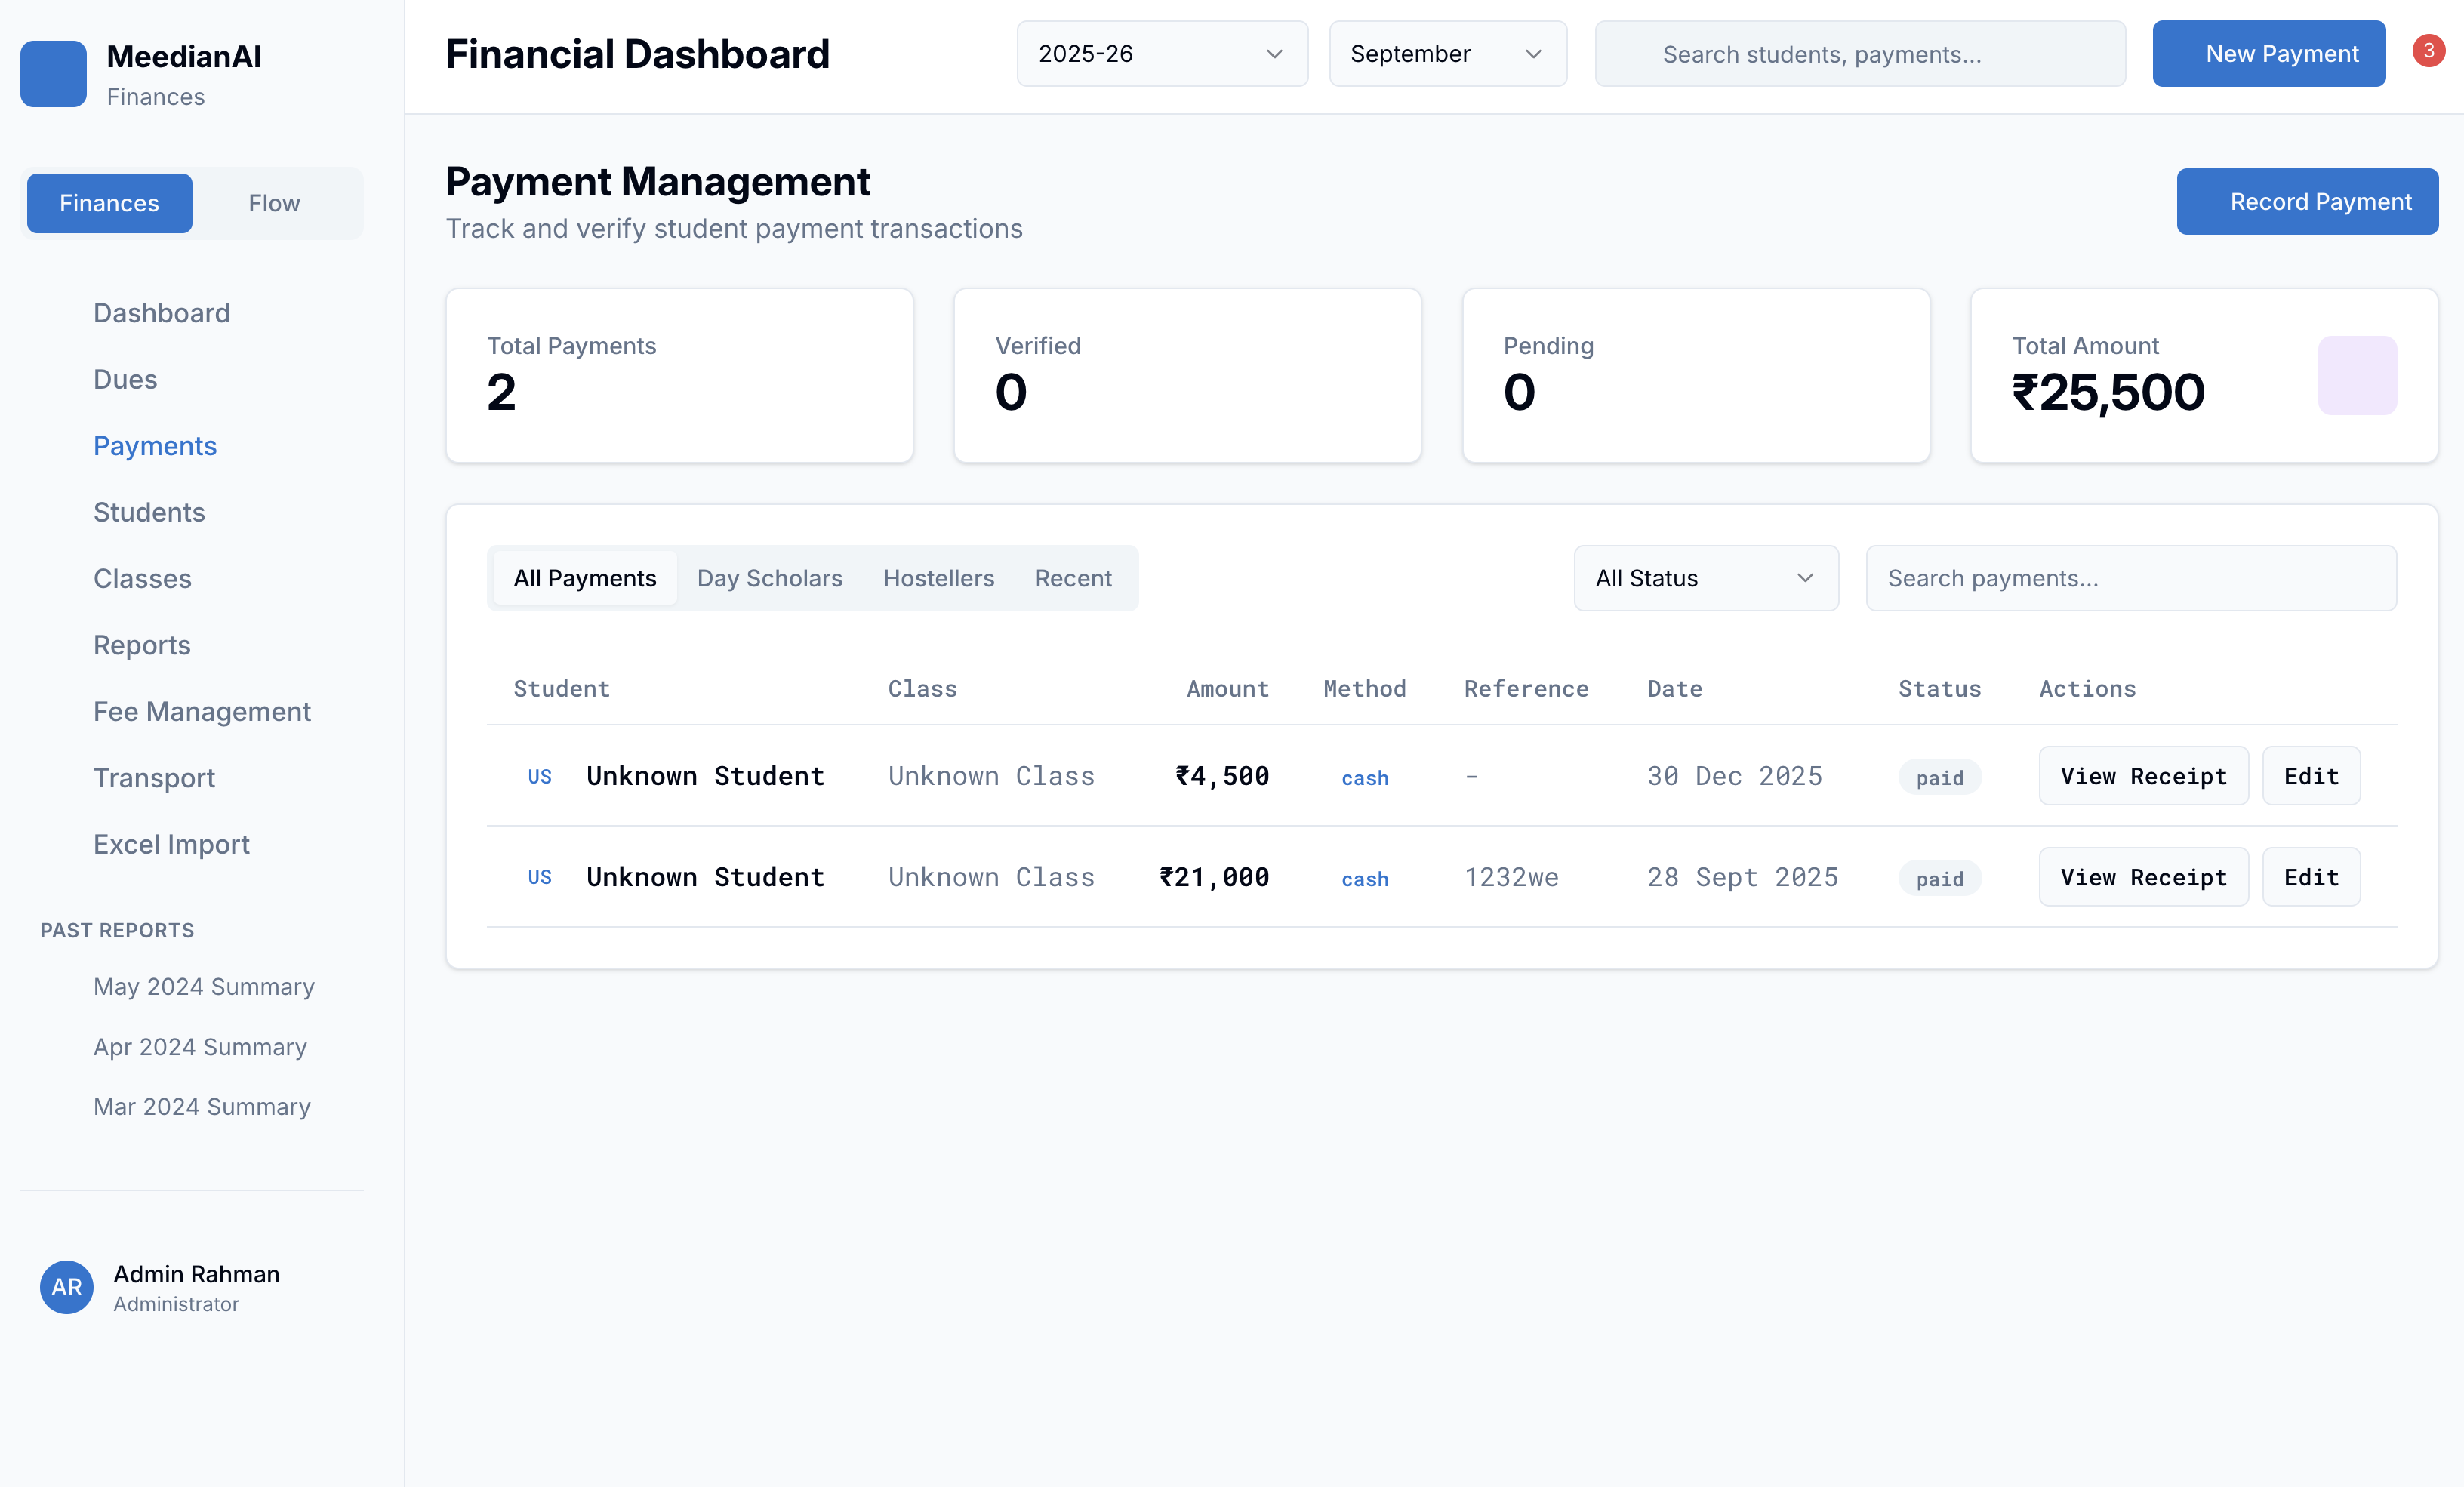 MeedianAI
Finances
Finances Flow
Dashboard
Dues
Payments
Students
Classes
Reports
Fee Management
Transport
Excel Import
PAST REPORTS
May 2024 Summary
Apr 2024 Summary
Mar 2024 Summary
AR
Admin Rahman
Administrator
Financial Dashboard 2025-26 September Search students, payments... New Payment 3
Payment Management
Track and verify student payment transactions
Record Payment
Total Payments
2
Verified
0
Pending
0
Total Amount
₹25,500
All Payments Day Scholars Hostellers Recent All Status Search payments...
Student Class Amount Method Reference Date Status Actions
US Unknown Student Unknown Class ₹4,500 cash - 30 Dec 2025 paid View Receipt Edit
US Unknown Student Unknown Class ₹21,000 cash 1232we 28 Sept 2025 paid View Receipt Edit